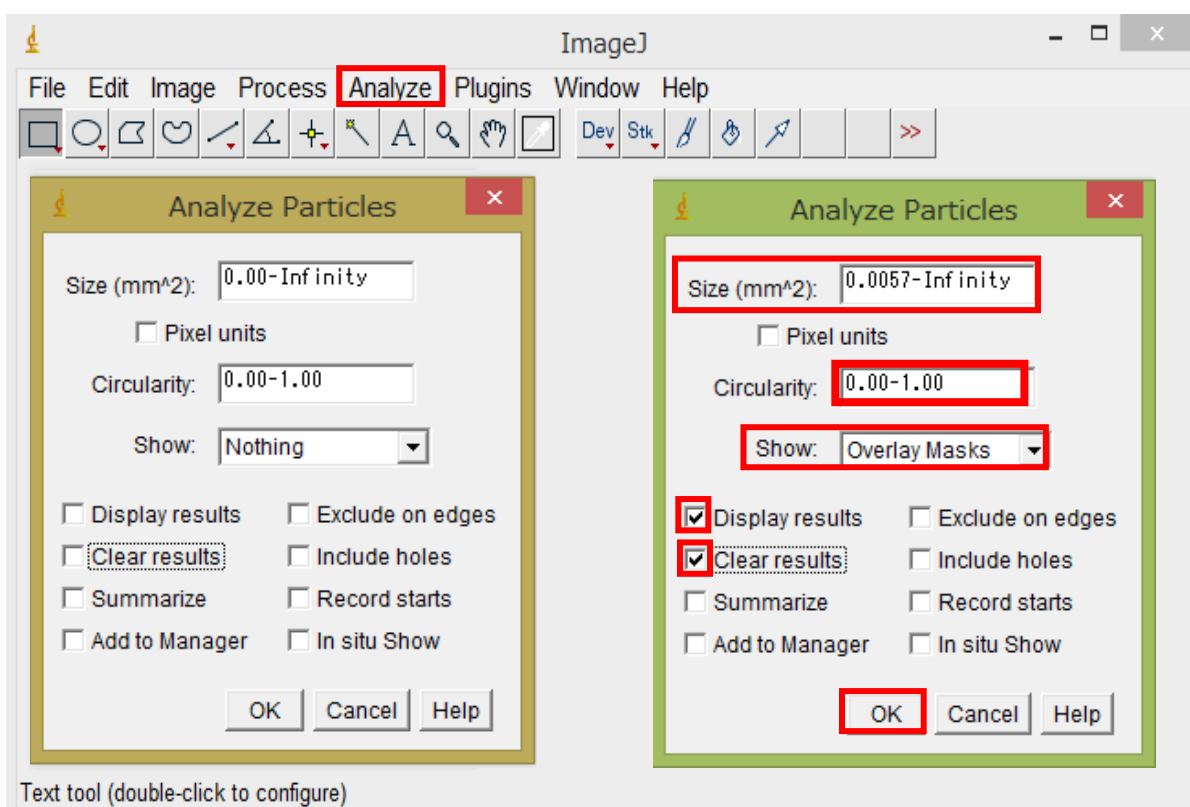 ImageJ
File Edit Image Process Analyze Plugins Window Help
A Dev Stk >>
Analyze Particles
Size (mm^2): 0.00-Infinity
Pixel units
Circularity: 0.00-1.00
Show: Nothing
Display results Exclude on edges
Clear results Include holes
Summarize Record starts
Add to Manager In situ Show
OK Cancel Help
Analyze Particles
Size (mm^2): 0.0057-Infinity
Pixel units
Circularity: 0.00-1.00
Show: Overlay Masks
Display results Exclude on edges
Clear results Include holes
Summarize Record starts
Add to Manager In situ Show
OK Cancel Help
Text tool (double-click to configure)